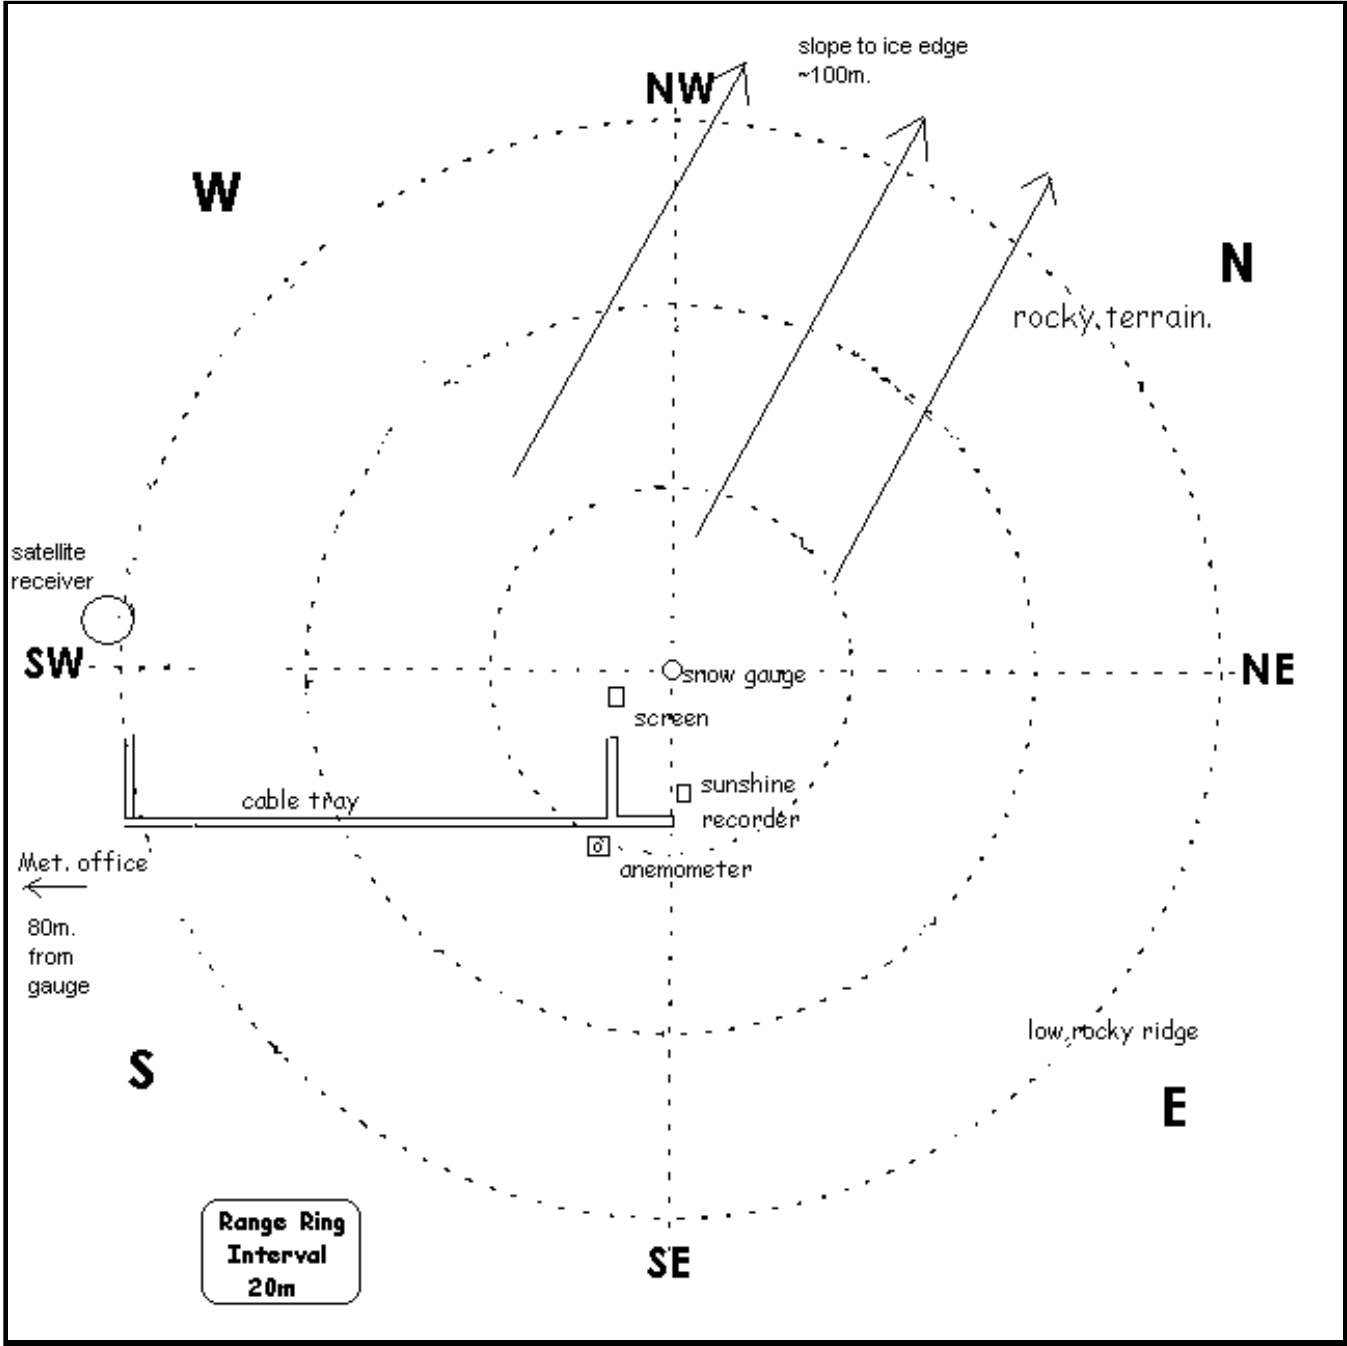 slope to ice edge
~100m.
NW
W
N
rocky terrain.
satellite
receiver
SW
snow gauge
NE
screen
sunshine
recorder
cable tray
anemometer
Met. office
80m.
from
gauge
low rocky ridge
S
E
Range Ring
Interval
20m
SE